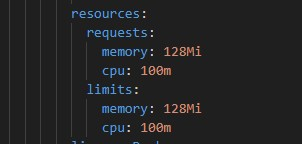 resources:
requests:
memory: 128Mi
cpu: 100m
limits:
memory: 128Mi
cpu: 100m